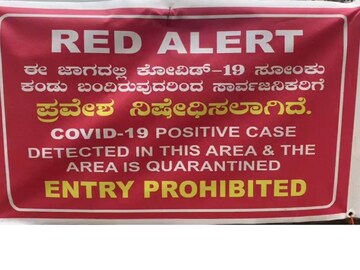 RED ALERT
ಈ ಜಾಗದಲ್ಲಿ ಕೋವಿಡ್-19 ಸೋಂಕು
ಕಂಡು ಬಂದಿರುವುದರಿಂದ ಸಾರ್ವಜನಿಕರಿಗೆ
ಪ್ರವೇಶ ನಿಷೇಧಿಸಲಾಗಿದೆ.
COVID-19 POSITIVE CASE
DETECTED IN THIS AREA & THE
AREA IS QUARANTINED
ENTRY PROHIBITED